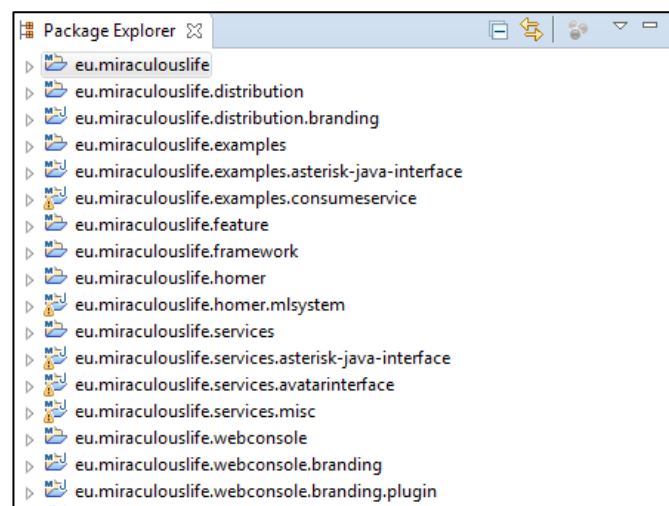 Package Explorer
eu.miraculouslife
eu.miraculouslife.distribution
eu.miraculouslife.distribution.branding
eu.miraculouslife.examples
eu.miraculouslife.examples.asterisk-java-interface
eu.miraculouslife.examples.consumeservice
eu.miraculouslife.feature
eu.miraculouslife.framework
eu.miraculouslife.homer
eu.miraculouslife.homer.mlsystem
eu.miraculouslife.services
eu.miraculouslife.services.asterisk-java-interface
eu.miraculouslife.services.avatarinterface
eu.miraculouslife.services.misc
eu.miraculouslife.webconsole
eu.miraculouslife.webconsole.branding
eu.miraculouslife.webconsole.branding.plugin